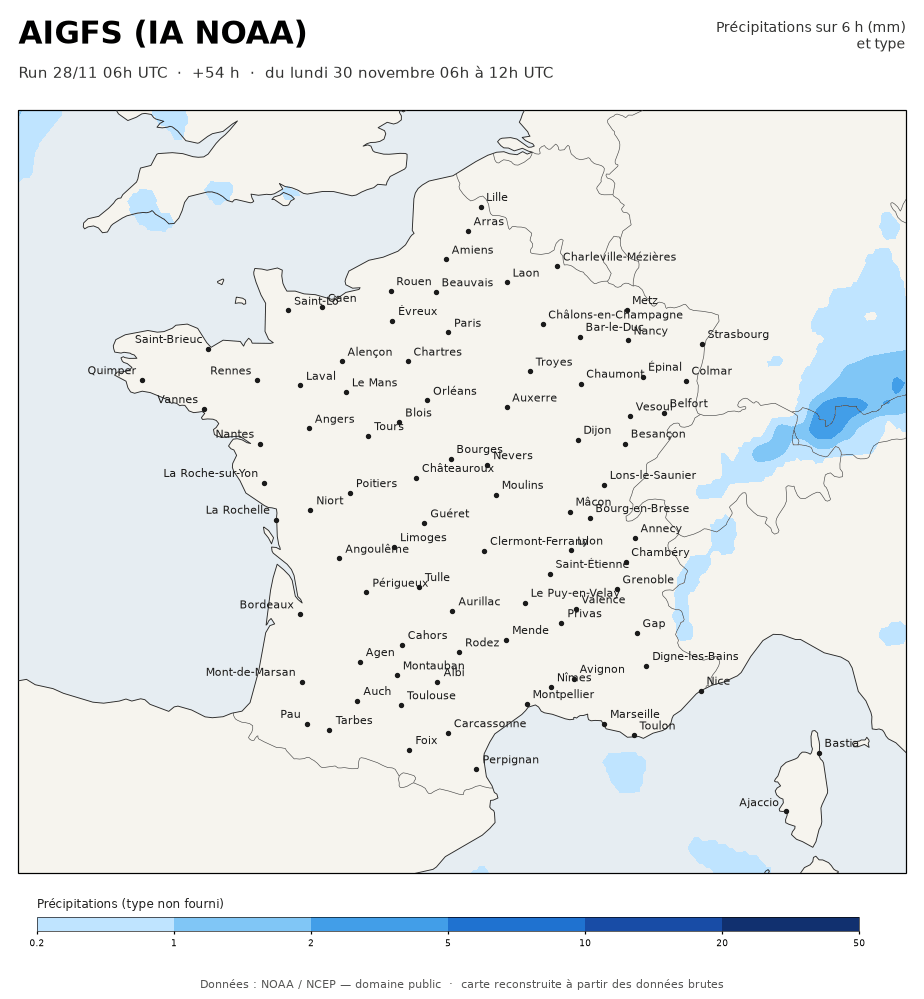 AIGFS (IA NOAA)
Précipitations sur 6 h (mm)
et type
Run 28/11 06h UTC · +54 h · du lundi 30 novembre 06h à 12h UTC
Lille
Arras
Amiens
Charleville-Mézières
Laon
Rouen
Beauvais
Saint-Lô
Caen
Metz
Évreux
Châlons-en-Champagne
Paris
Bar-le-Duc
Nancy
Strasbourg
Saint-Brieuc
Alençon
Chartres
Troyes
Épinal
Colmar
Quimper
Rennes
Laval
Le Mans
Chaumont
Orléans
Auxerre
Vannes
Blois
Vesoul
Belfort
Angers
Tours
Nantes
Dijon
Besançon
Bourges
Nevers
La Roche-sur-Yon
Châteauroux
Lons-le-Saunier
Poitiers
Moulins
Niort
La Rochelle
Mâcon
Bourg-en-Bresse
Guéret
Annecy
Limoges
Angoulême
Clermont-Ferrand
Lyon
Chambéry
Saint-Étienne
Périgueux
Tulle
Grenoble
Le Puy-en-Velay
Valence
Bordeaux
Aurillac
Privas
Gap
Mende
Cahors
Rodez
Agen
Digne-les-Bains
Mont-de-Marsan
Montauban
Albi
Avignon
Nîmes
Nice
Auch
Toulouse
Montpellier
Pau
Tarbes
Carcassonne
Marseille
Toulon
Foix
Bastia
Perpignan
Ajaccio
Précipitations (type non fourni)
0.2 1 2 5 10 20 50
Données : NOAA / NCEP — domaine public · carte reconstruite à partir des données brutes